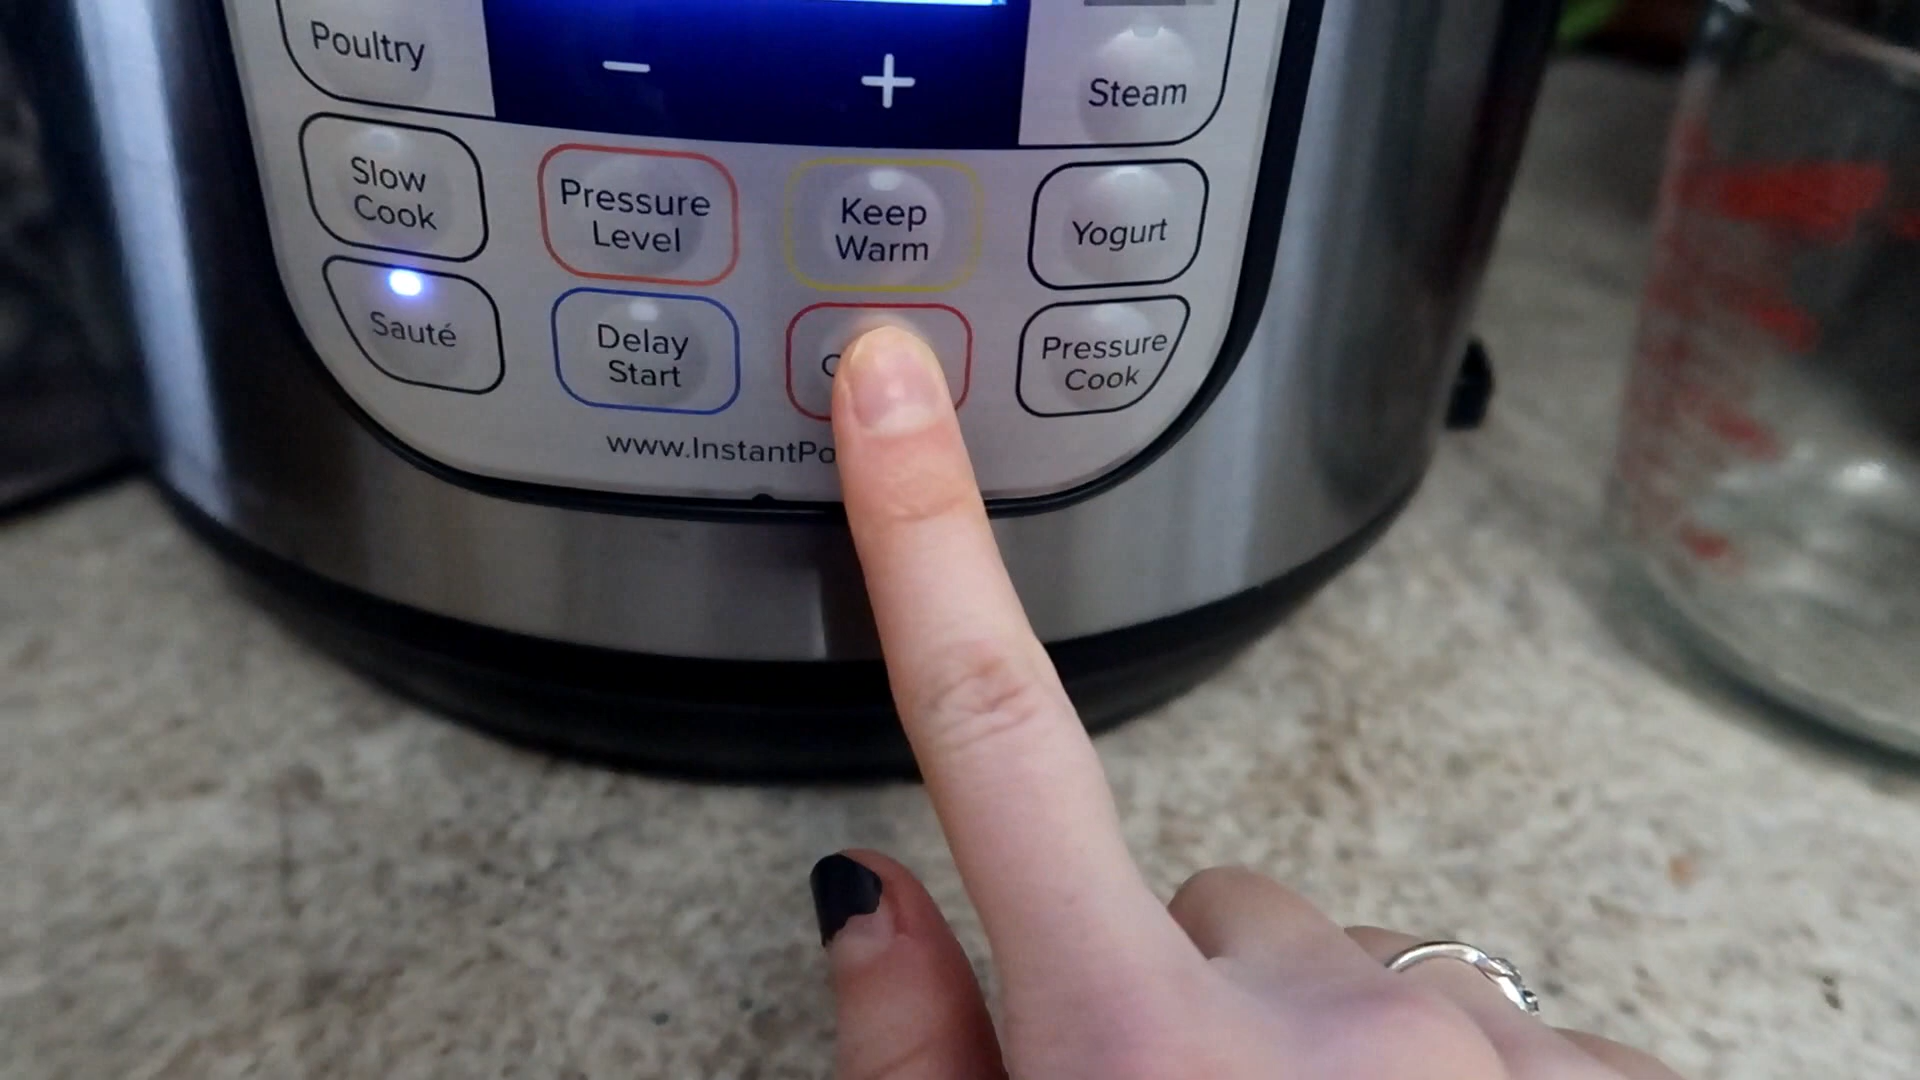 Poultry
−
+
Steam
Slow
Cook
Pressure
Level
Keep
Warm
Yogurt
Sauté
Delay
Start
Pressure
Cook
www.InstantPo